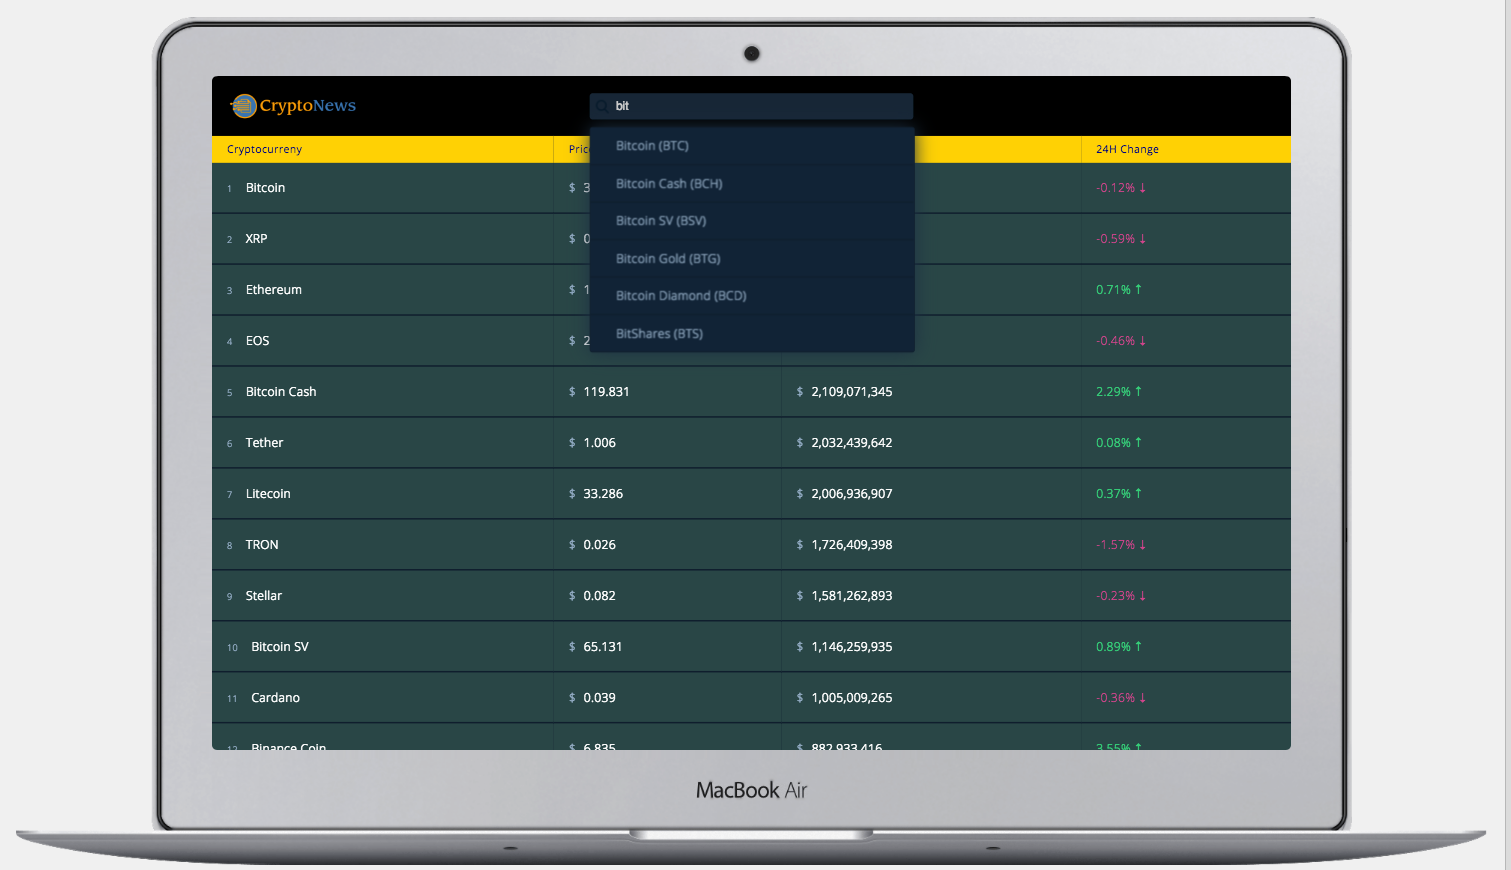 CryptoNews
bit
Cryptocurreny Pric 24H Change
Bitcoin (BTC)
Bitcoin Cash (BCH)
Bitcoin SV (BSV)
Bitcoin Gold (BTG)
Bitcoin Diamond (BCD)
BitShares (BTS)
1 Bitcoin $ 3 -0.12% ↓
2 XRP $ 0 -0.59% ↓
3 Ethereum $ 1 0.71% ↑
4 EOS $ 2 -0.46% ↓
5 Bitcoin Cash $ 119.831 $ 2,109,071,345 2.29% ↑
6 Tether $ 1.006 $ 2,032,439,642 0.08% ↑
7 Litecoin $ 33.286 $ 2,006,936,907 0.37% ↑
8 TRON $ 0.026 $ 1,726,409,398 -1.57% ↓
9 Stellar $ 0.082 $ 1,581,262,893 -0.23% ↓
10 Bitcoin SV $ 65.131 $ 1,146,259,935 0.89% ↑
11 Cardano $ 0.039 $ 1,005,009,265 -0.36% ↓
12 Binance Coin $ 6.835 $ 882,933,416 3.55% ↑
MacBook Air